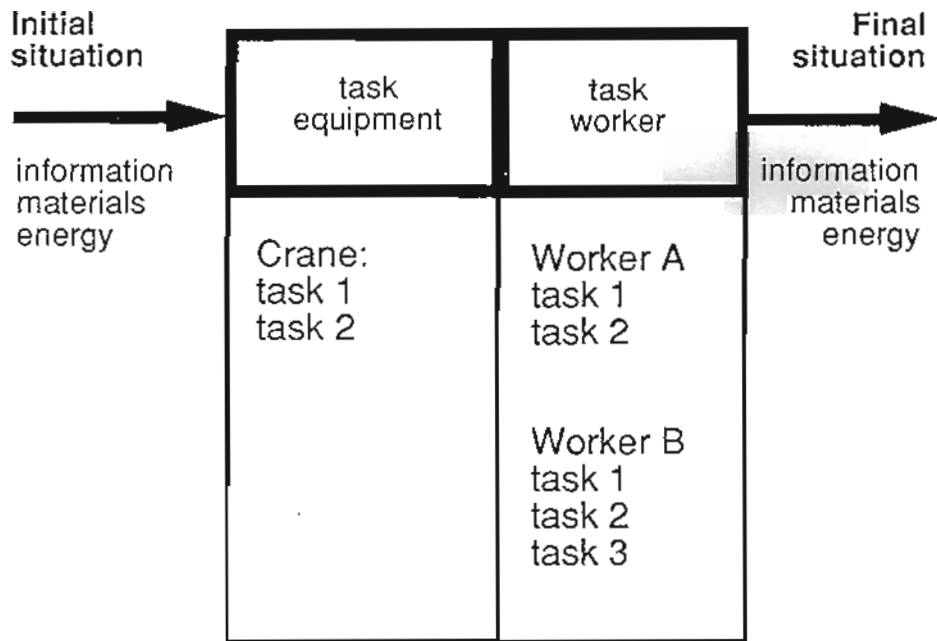 Initial
situation
information
materials
energy
task
equipment
task
worker
Final
situation
information
materials
energy
Crane:
task 1
task 2
Worker A
task 1
task 2
Worker B
task 1
task 2
task 3